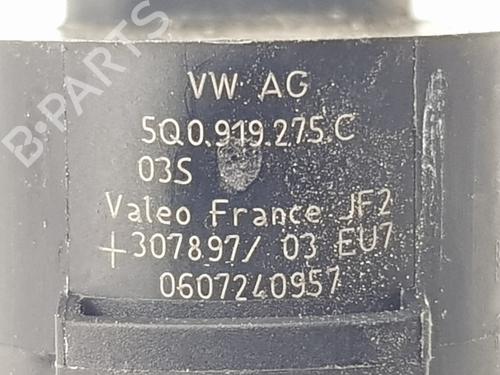 B-PARTS
VW AG
5Q0.919.275.C
03S
Valeo France JF2
+307897/ 03 EU7
0607240957